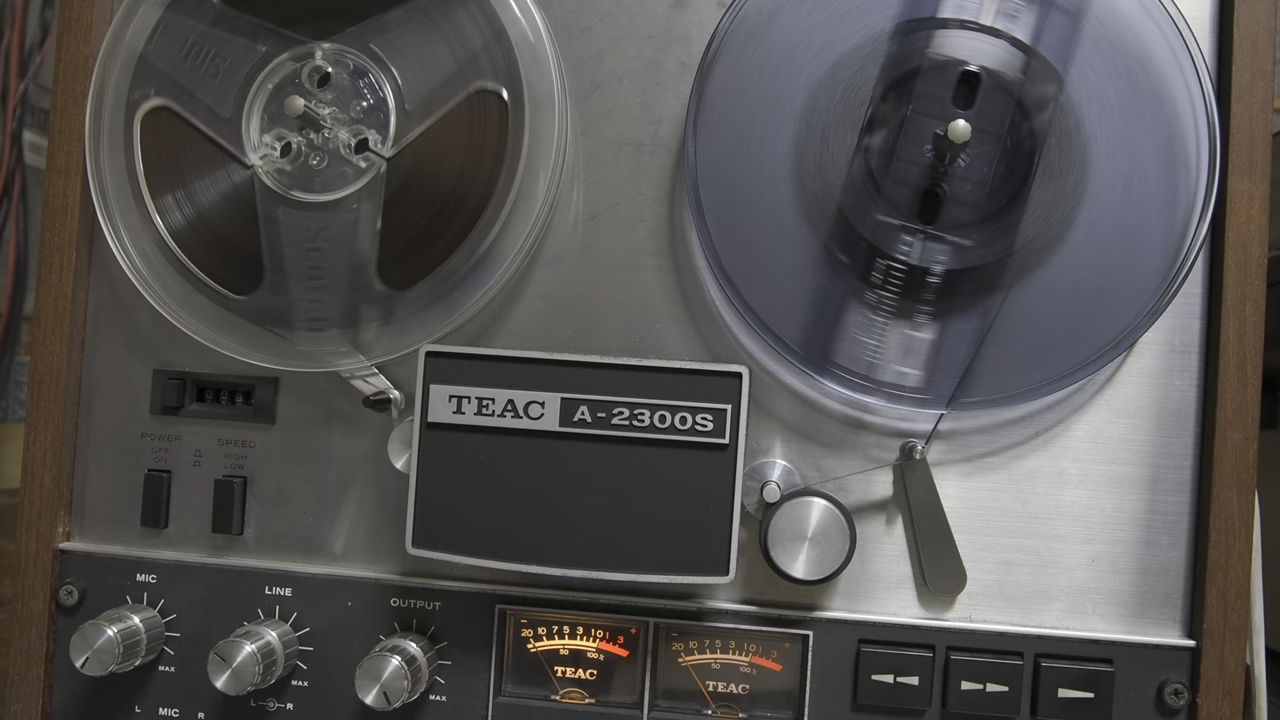 Scotch
TEAC A-2300S
POWER
OFF
ON
SPEED
HIGH
LOW
MIC
MAX
LINE
MAX
L R
OUTPUT
MAX
L MIC R
- 20 10 7 5 3 1 0 1 3 +
50 100%
TEAC
- 20 10 7 5 3 1 0 1 3 +
50 100%
TEAC